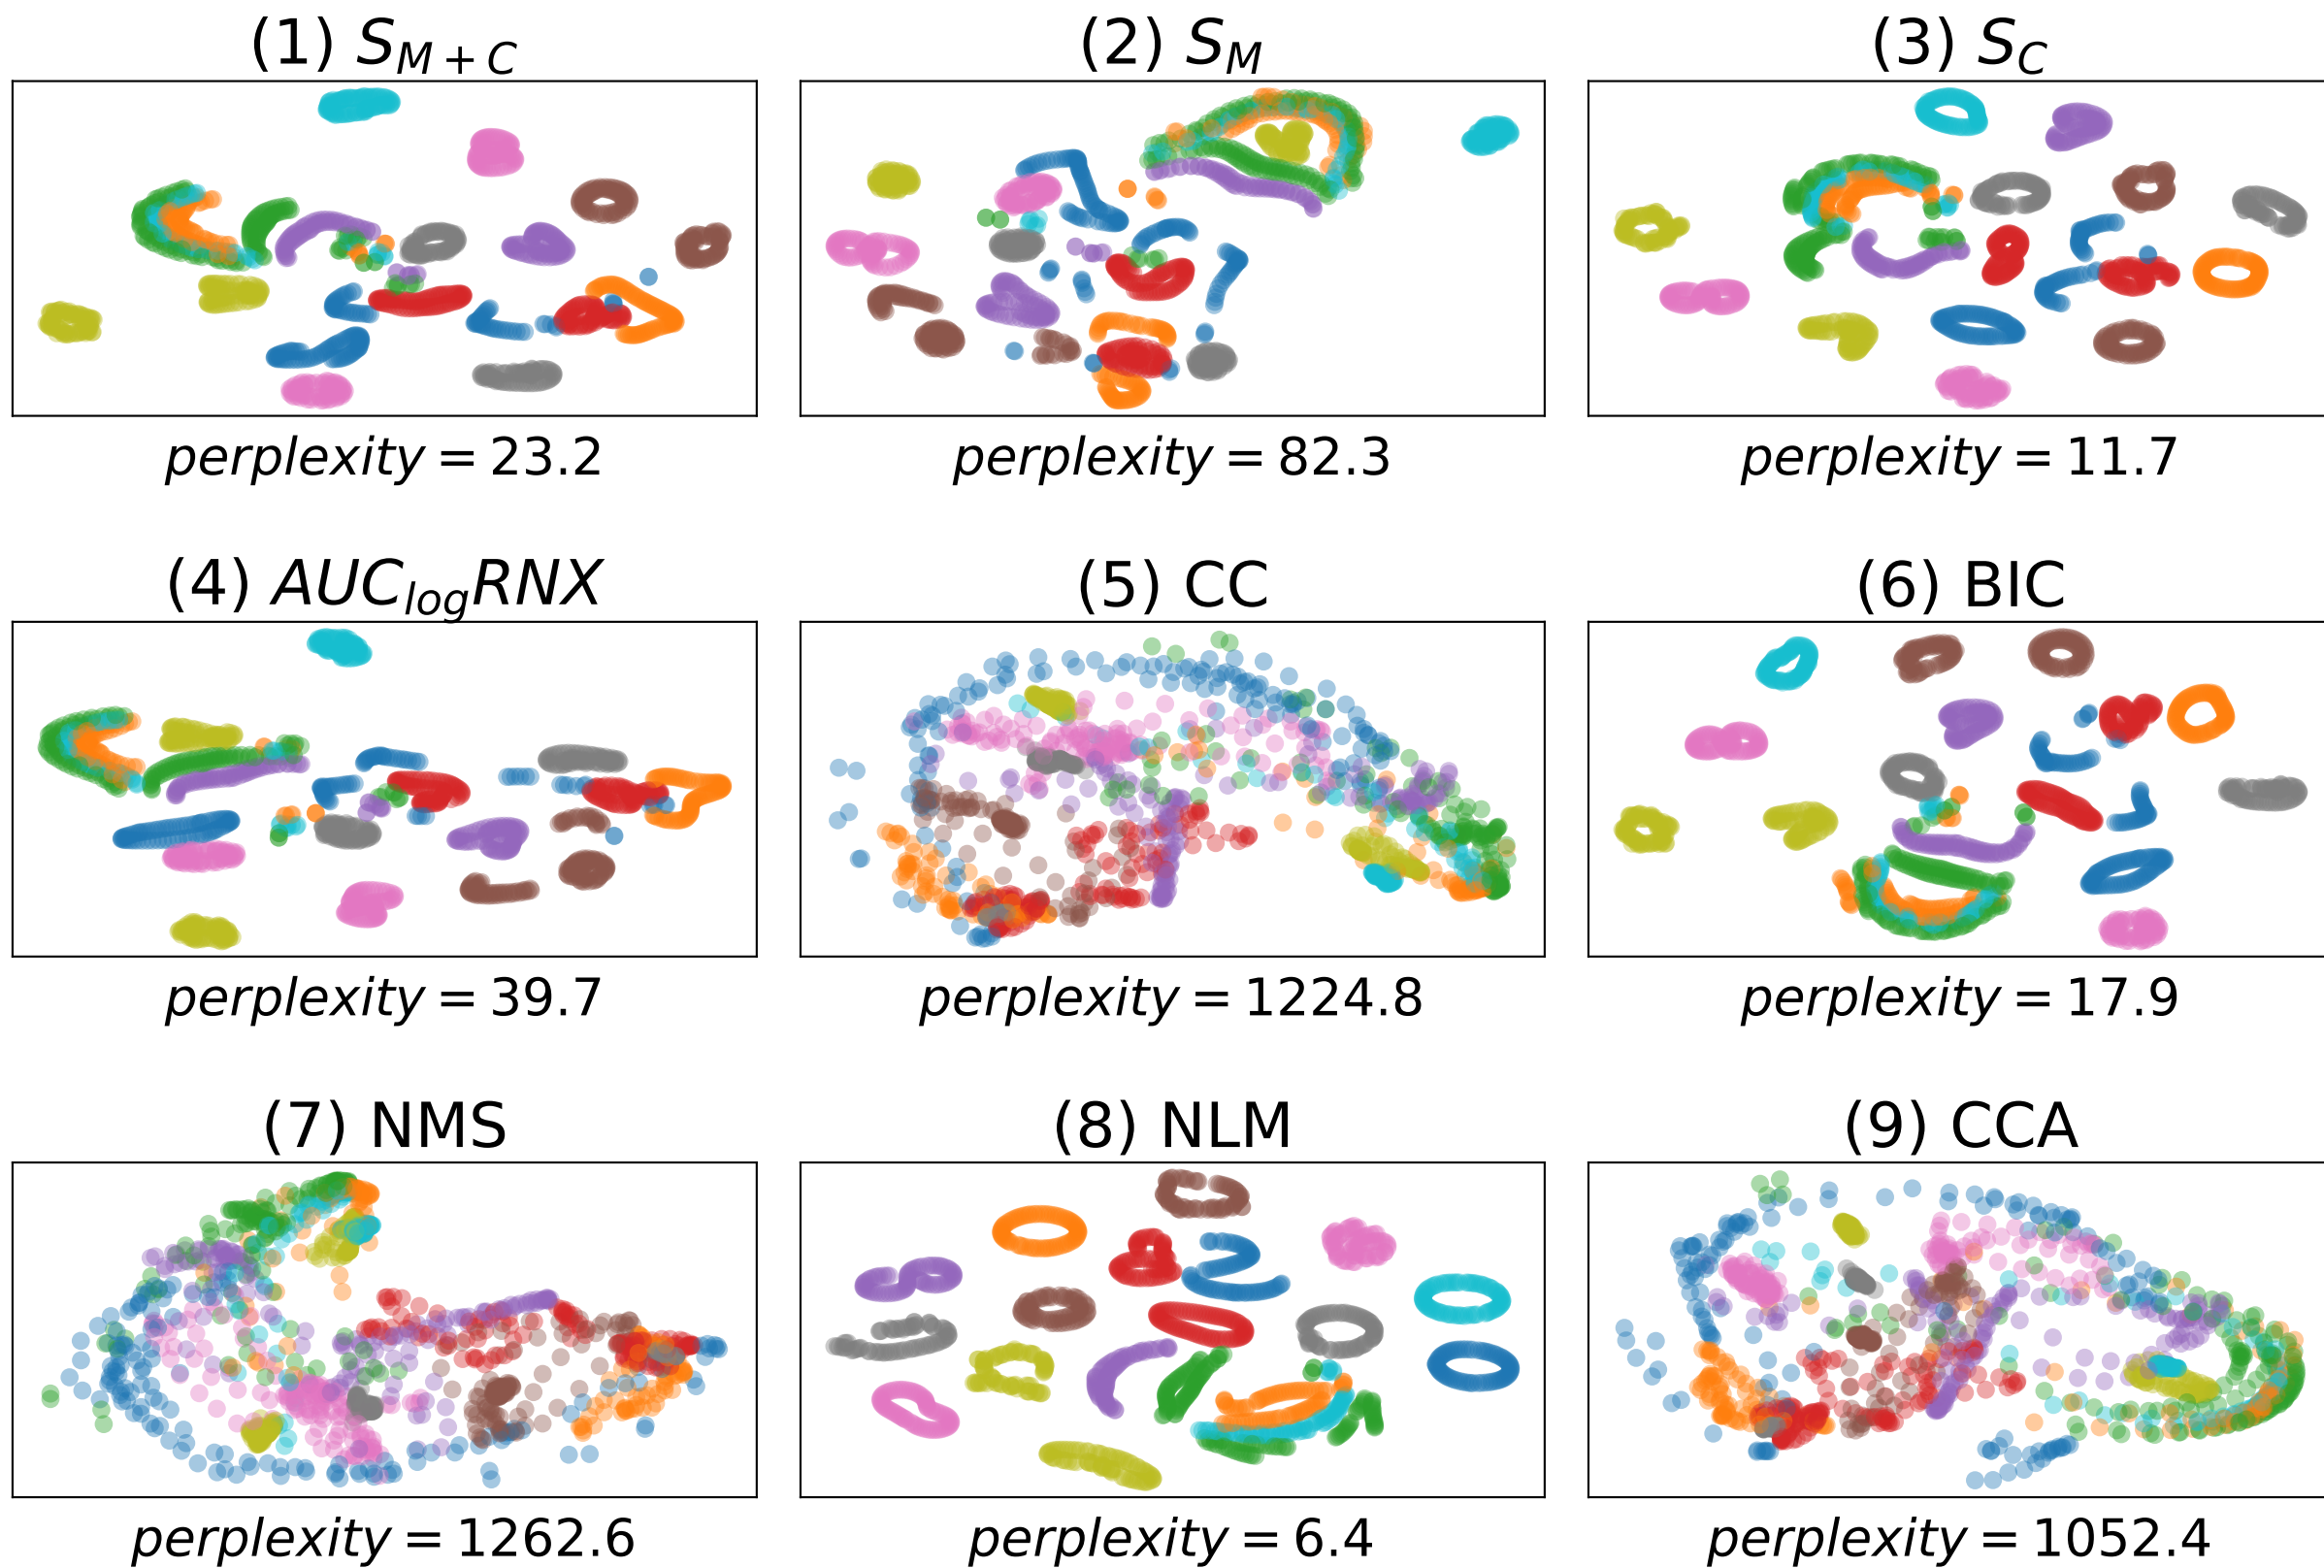 (1) S_{M+C} (2) S_M (3) S_C
perplexity = 23.2 perplexity = 82.3 perplexity = 11.7
(4) AUC_{log}RNX (5) CC (6) BIC
perplexity = 39.7 perplexity = 1224.8 perplexity = 17.9
(7) NMS (8) NLM (9) CCA
perplexity = 1262.6 perplexity = 6.4 perplexity = 1052.4